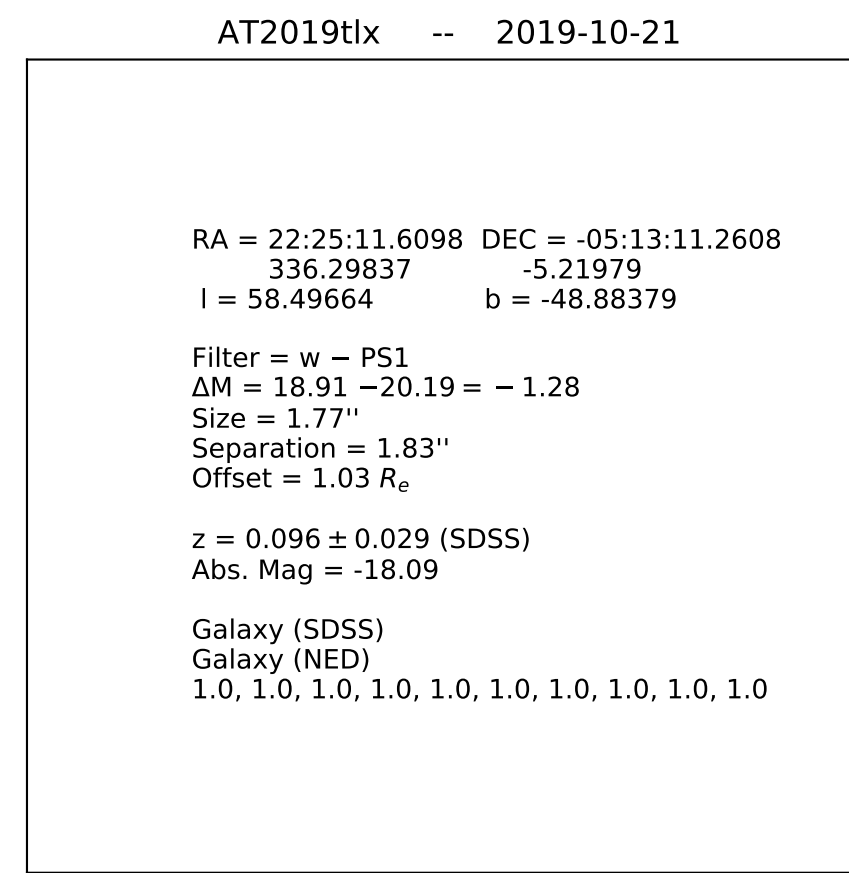 AT2019tlx -- 2019-10-21
RA = 22:25:11.6098 DEC = -05:13:11.2608
336.29837 -5.21979
l = 58.49664 b = -48.88379
Filter = w − PS1
ΔM = 18.91 −20.19 = − 1.28
Size = 1.77''
Separation = 1.83''
Offset = 1.03 Rₑ
z = 0.096 ± 0.029 (SDSS)
Abs. Mag = -18.09
Galaxy (SDSS)
Galaxy (NED)
1.0, 1.0, 1.0, 1.0, 1.0, 1.0, 1.0, 1.0, 1.0, 1.0